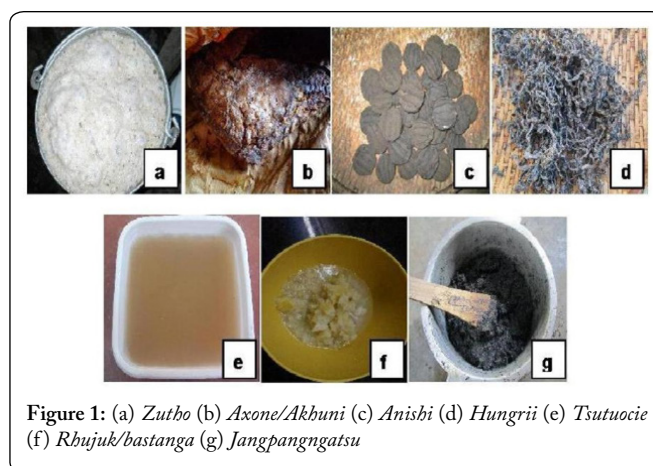 a
b
c
d
e
f
g
Figure 1: (a) Zutho (b) Axone/Akhuni (c) Anishi (d) Hungrii (e) Tsutuocie
(f) Rhujuk/bastanga (g) Jangpangngatsu